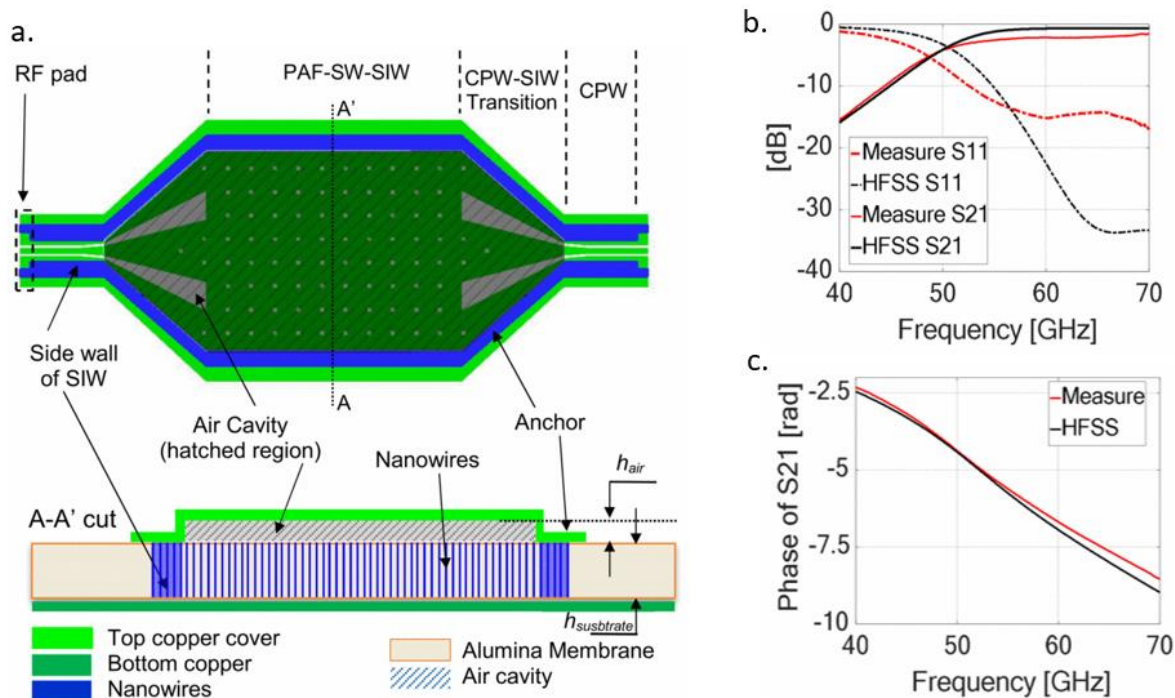 a.
RF pad
PAF-SW-SIW
CPW-SIW
Transition
CPW
A'
Side wall
of SIW
Air Cavity
(hatched region)
A
Anchor
Nanowires
h_air
A-A' cut
h_susbtrate
Top copper cover
Bottom copper
Nanowires
Alumina Membrane
Air cavity
b.
0
-10
-20
-30
-40
[dB]
Measure S11
HFSS S11
Measure S21
HFSS S21
40
50
60
70
Frequency [GHz]
c.
-2.5
-5
-7.5
-10
Phase of S21 [rad]
Measure
HFSS
40
50
60
70
Frequency [GHz]